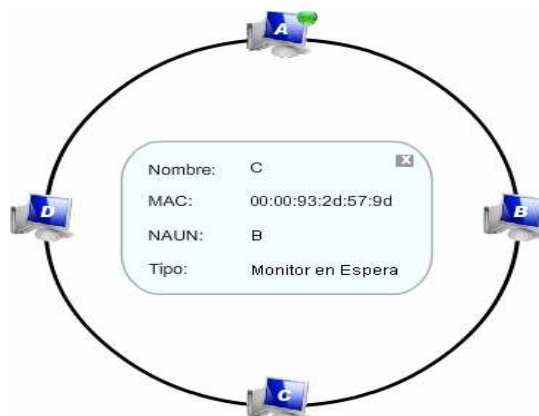 A
Nombre: C
x
MAC: 00:00:93:2d:57:9d
D
B
NAUN: B
Tipo: Monitor en Espera
C